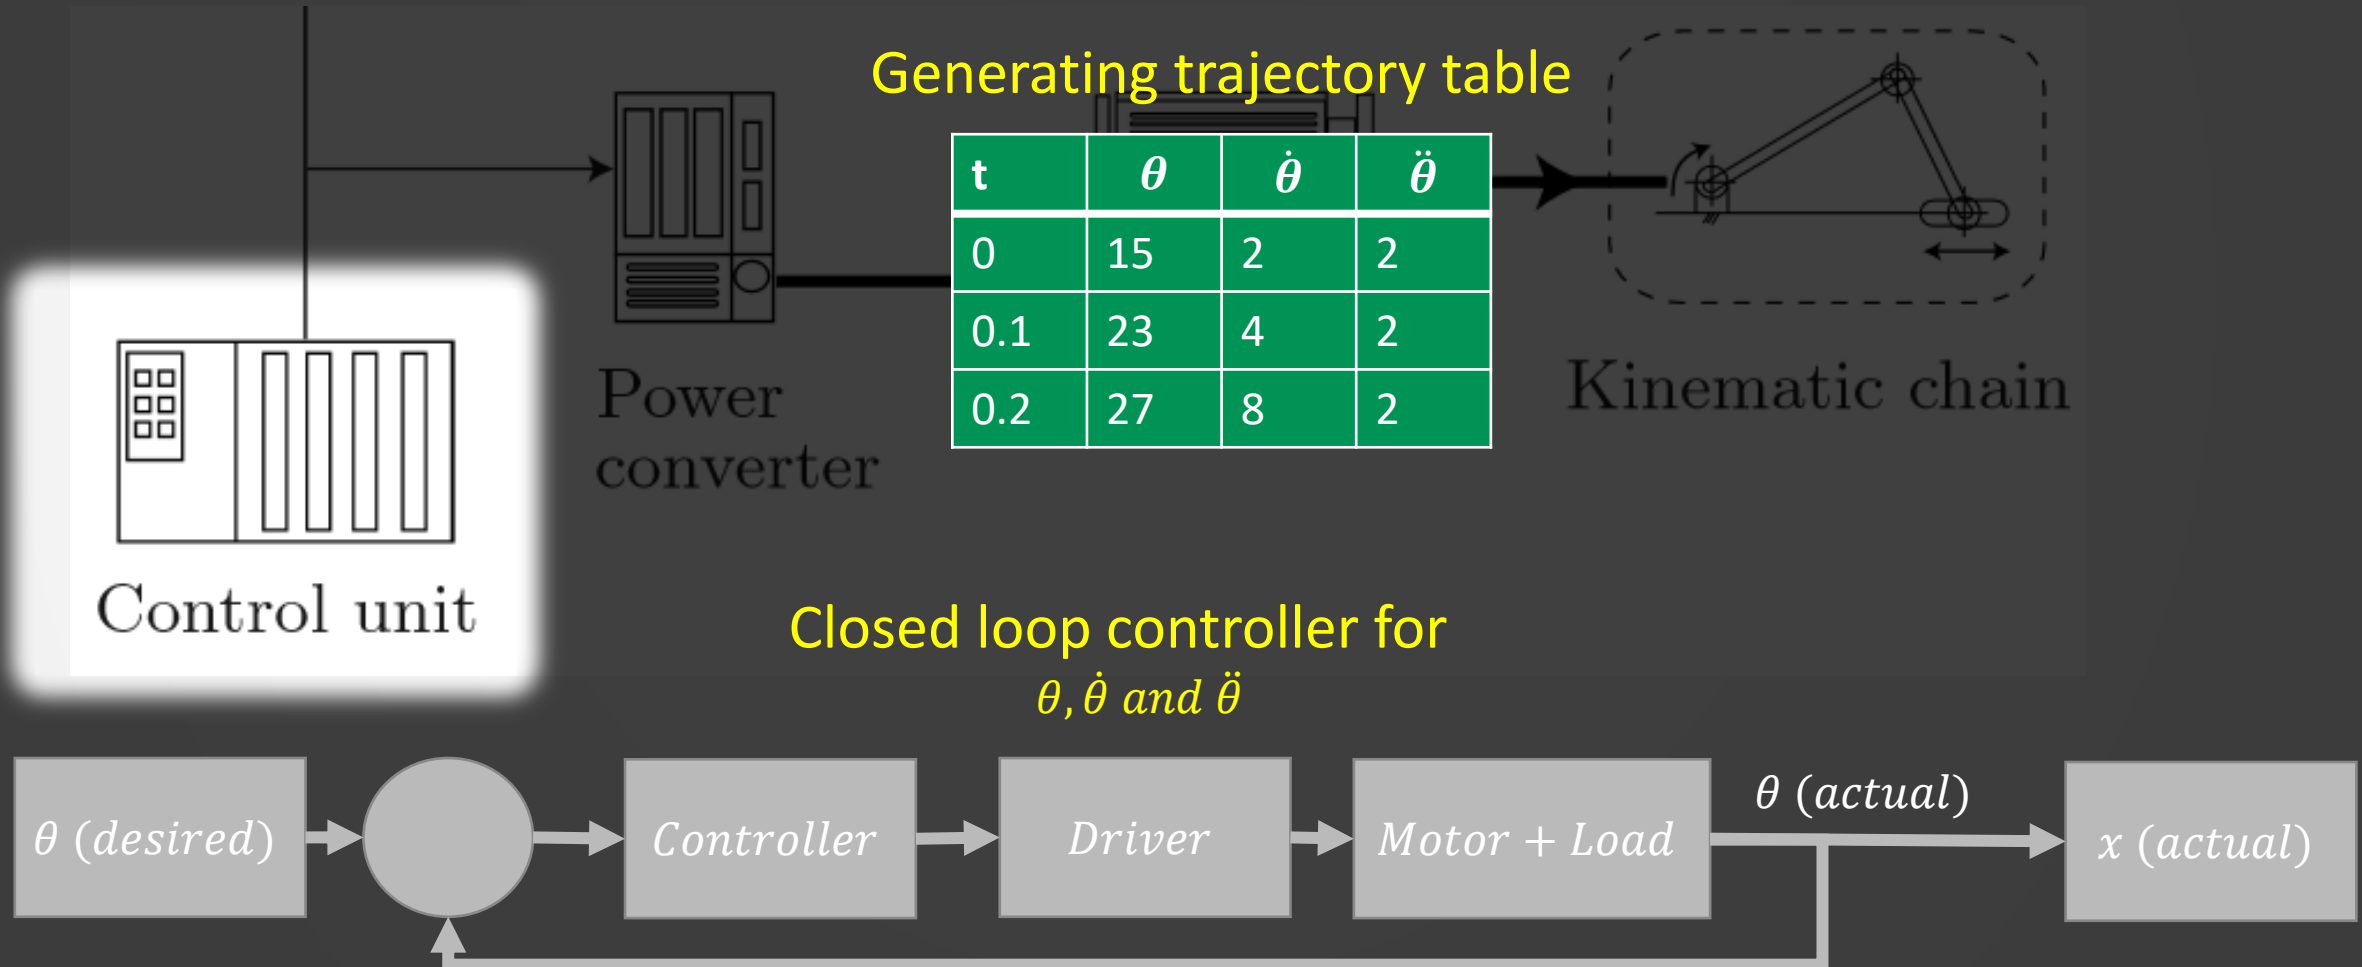 Generating trajectory table
t θ θ̇ θ̈
0 15 2 2
0.1 23 4 2
0.2 27 8 2
Power
converter
Kinematic chain
Control unit
Closed loop controller for
θ, θ̇ and θ̈
θ (desired)
Controller
Driver
Motor + Load
θ (actual)
x (actual)